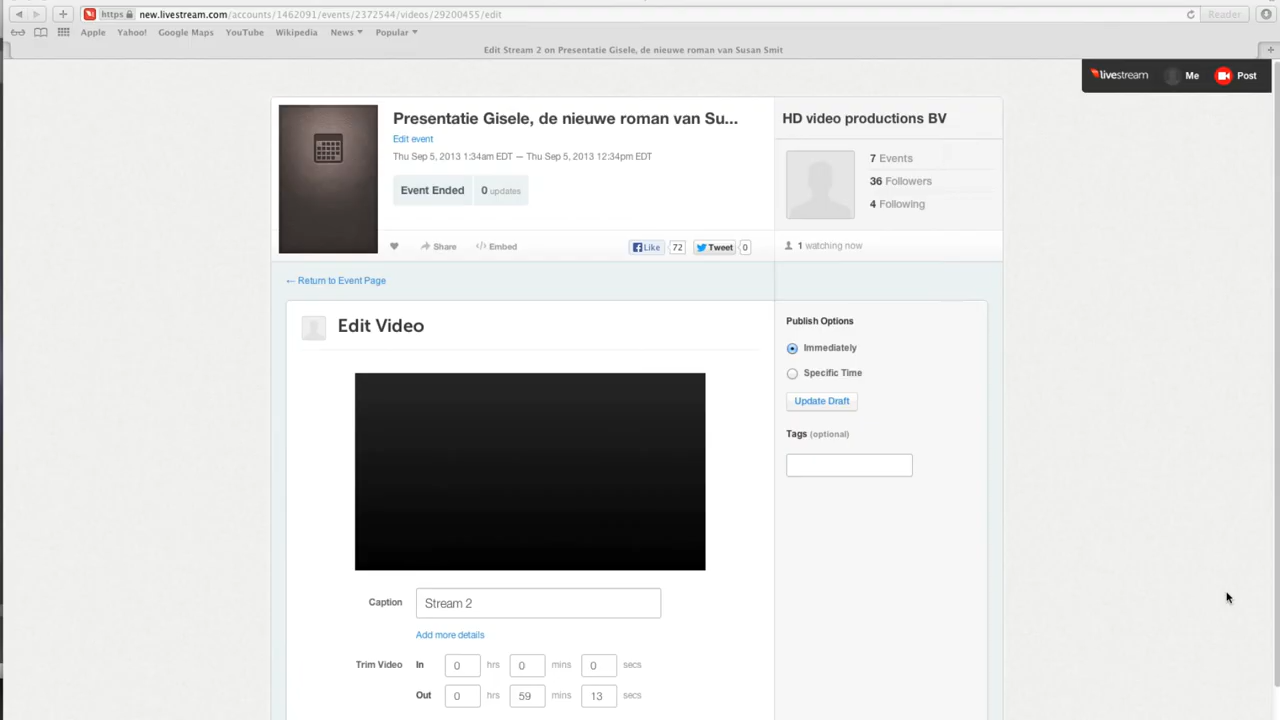 https new.livestream.com/accounts/1462091/events/2372544/videos/29200455/edit
Reader
Apple Yahoo! Google Maps YouTube Wikipedia News Popular
Edit Stream 2 on Presentatie Gisele, de nieuwe roman van Susan Smit
livestream Me Post
Presentatie Gisele, de nieuwe roman van Su...
Edit event
Thu Sep 5, 2013 1:34am EDT — Thu Sep 5, 2013 12:34pm EDT
Event Ended 0 updates
Share Embed Like 72 Tweet 0
HD video productions BV
7 Events
36 Followers
4 Following
1 watching now
← Return to Event Page
Edit Video
Caption Stream 2
Add more details
Trim Video In 0 hrs 0 mins 0 secs
Out 0 hrs 59 mins 13 secs
Publish Options
Immediately
Specific Time
Update Draft
Tags (optional)